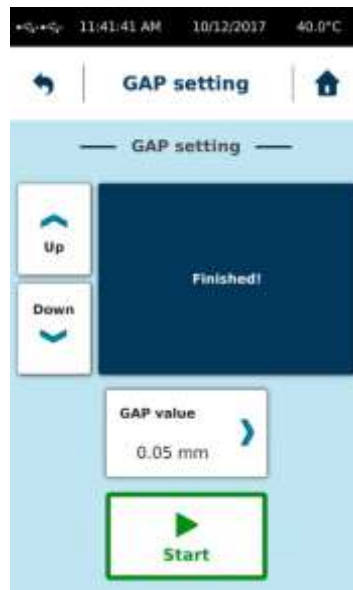 11:41:41 AM 10/12/2017 40.0°C
GAP setting
GAP setting
Up
Finished!
Down
GAP value
0.05 mm
Start